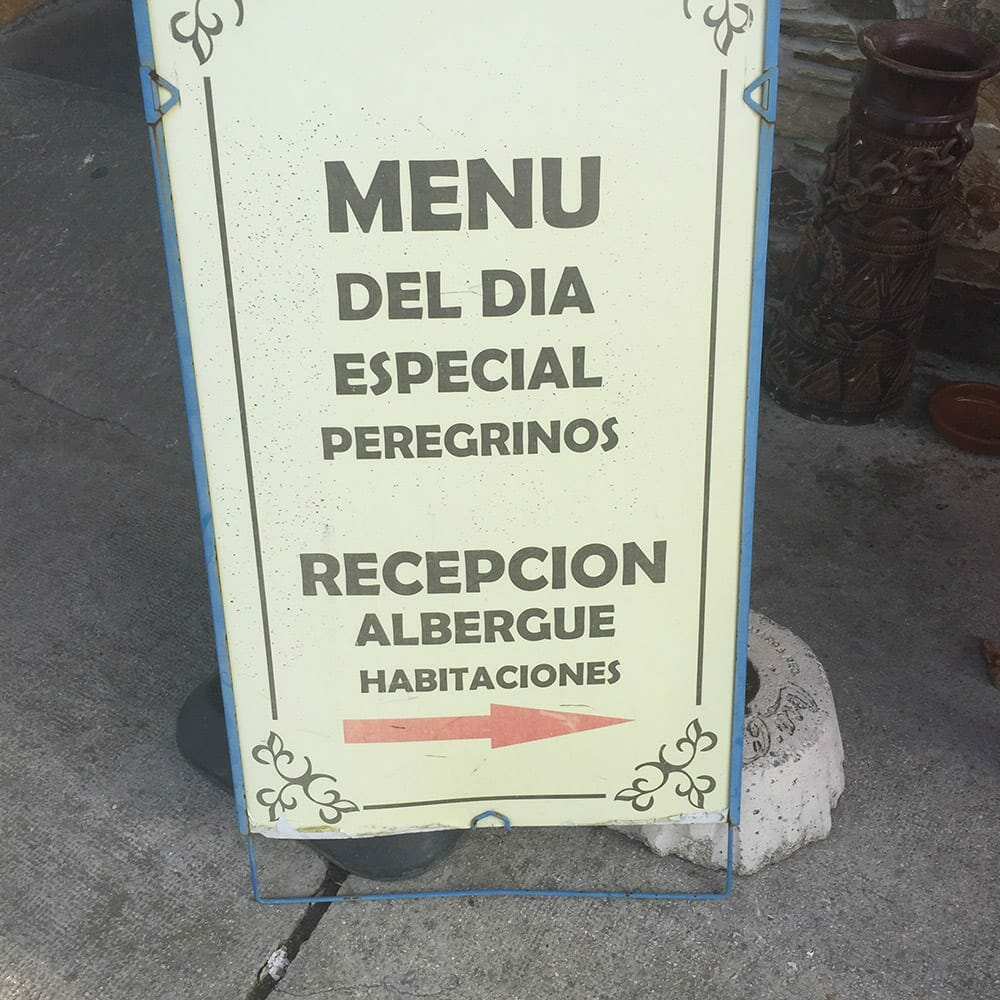 MENU
DEL DIA
ESPECIAL
PEREGRINOS
RECEPCION
ALBERGUE
HABITACIONES